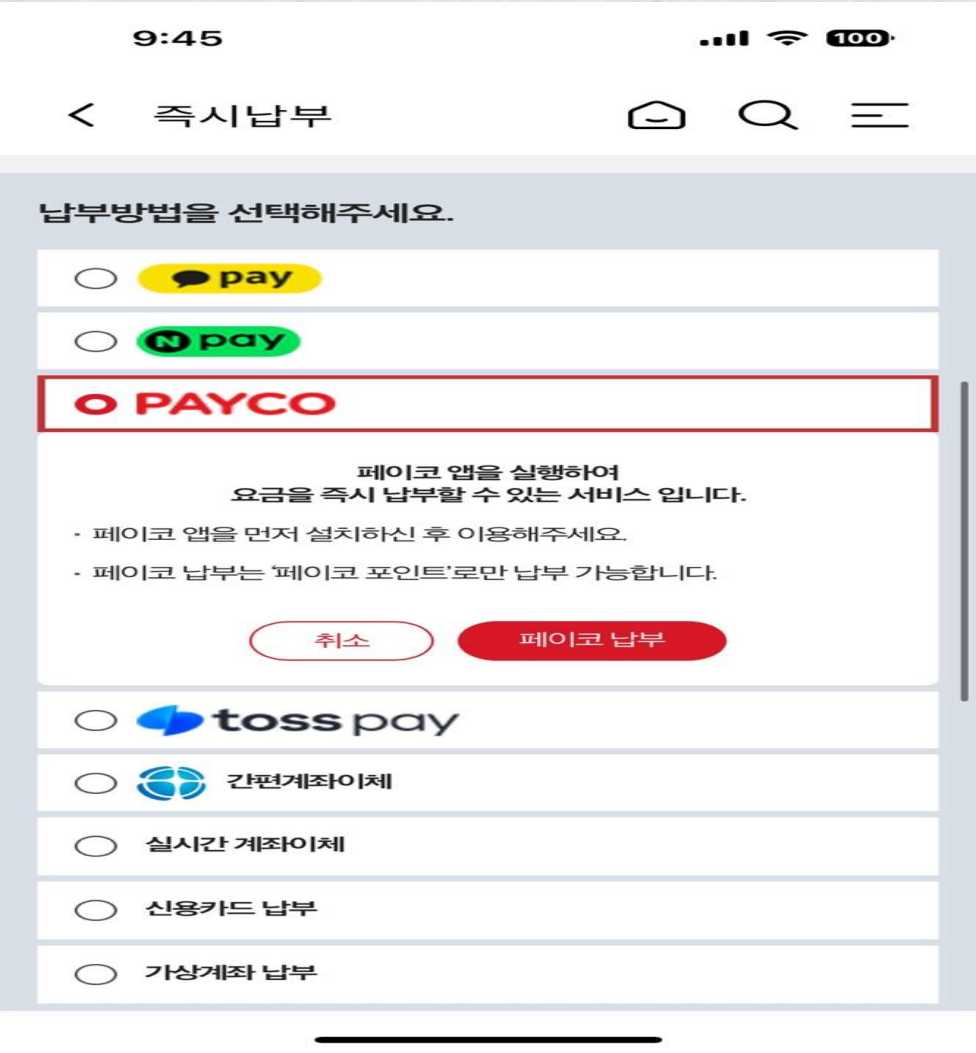 9:45
100
즉시납부
납부방법을 선택해주세요.
pay
N pay
PAYCO
페이코 앱을 실행하여
요금을 즉시 납부할 수 있는 서비스 입니다.
· 페이코 앱을 먼저 설치하신 후 이용해주세요.
· 페이코 납부는 '페이코 포인트'로만 납부 가능합니다.
취소
페이코 납부
toss pay
간편계좌이체
실시간 계좌이체
신용카드 납부
가상계좌 납부